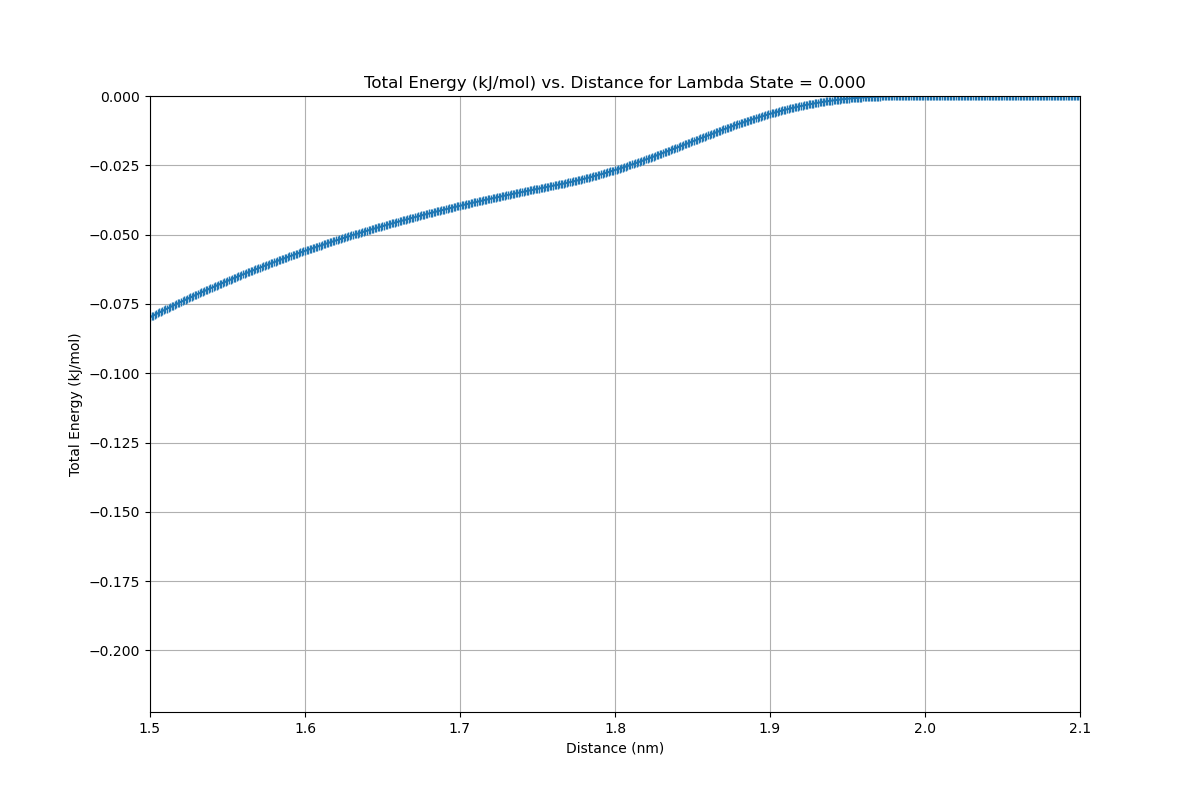 Total Energy (kJ/mol) vs. Distance for Lambda State = 0.000
0.000
−0.025
−0.050
−0.075
−0.100
−0.125
−0.150
−0.175
−0.200
Total Energy (kJ/mol)
1.5 1.6 1.7 1.8 1.9 2.0 2.1
Distance (nm)